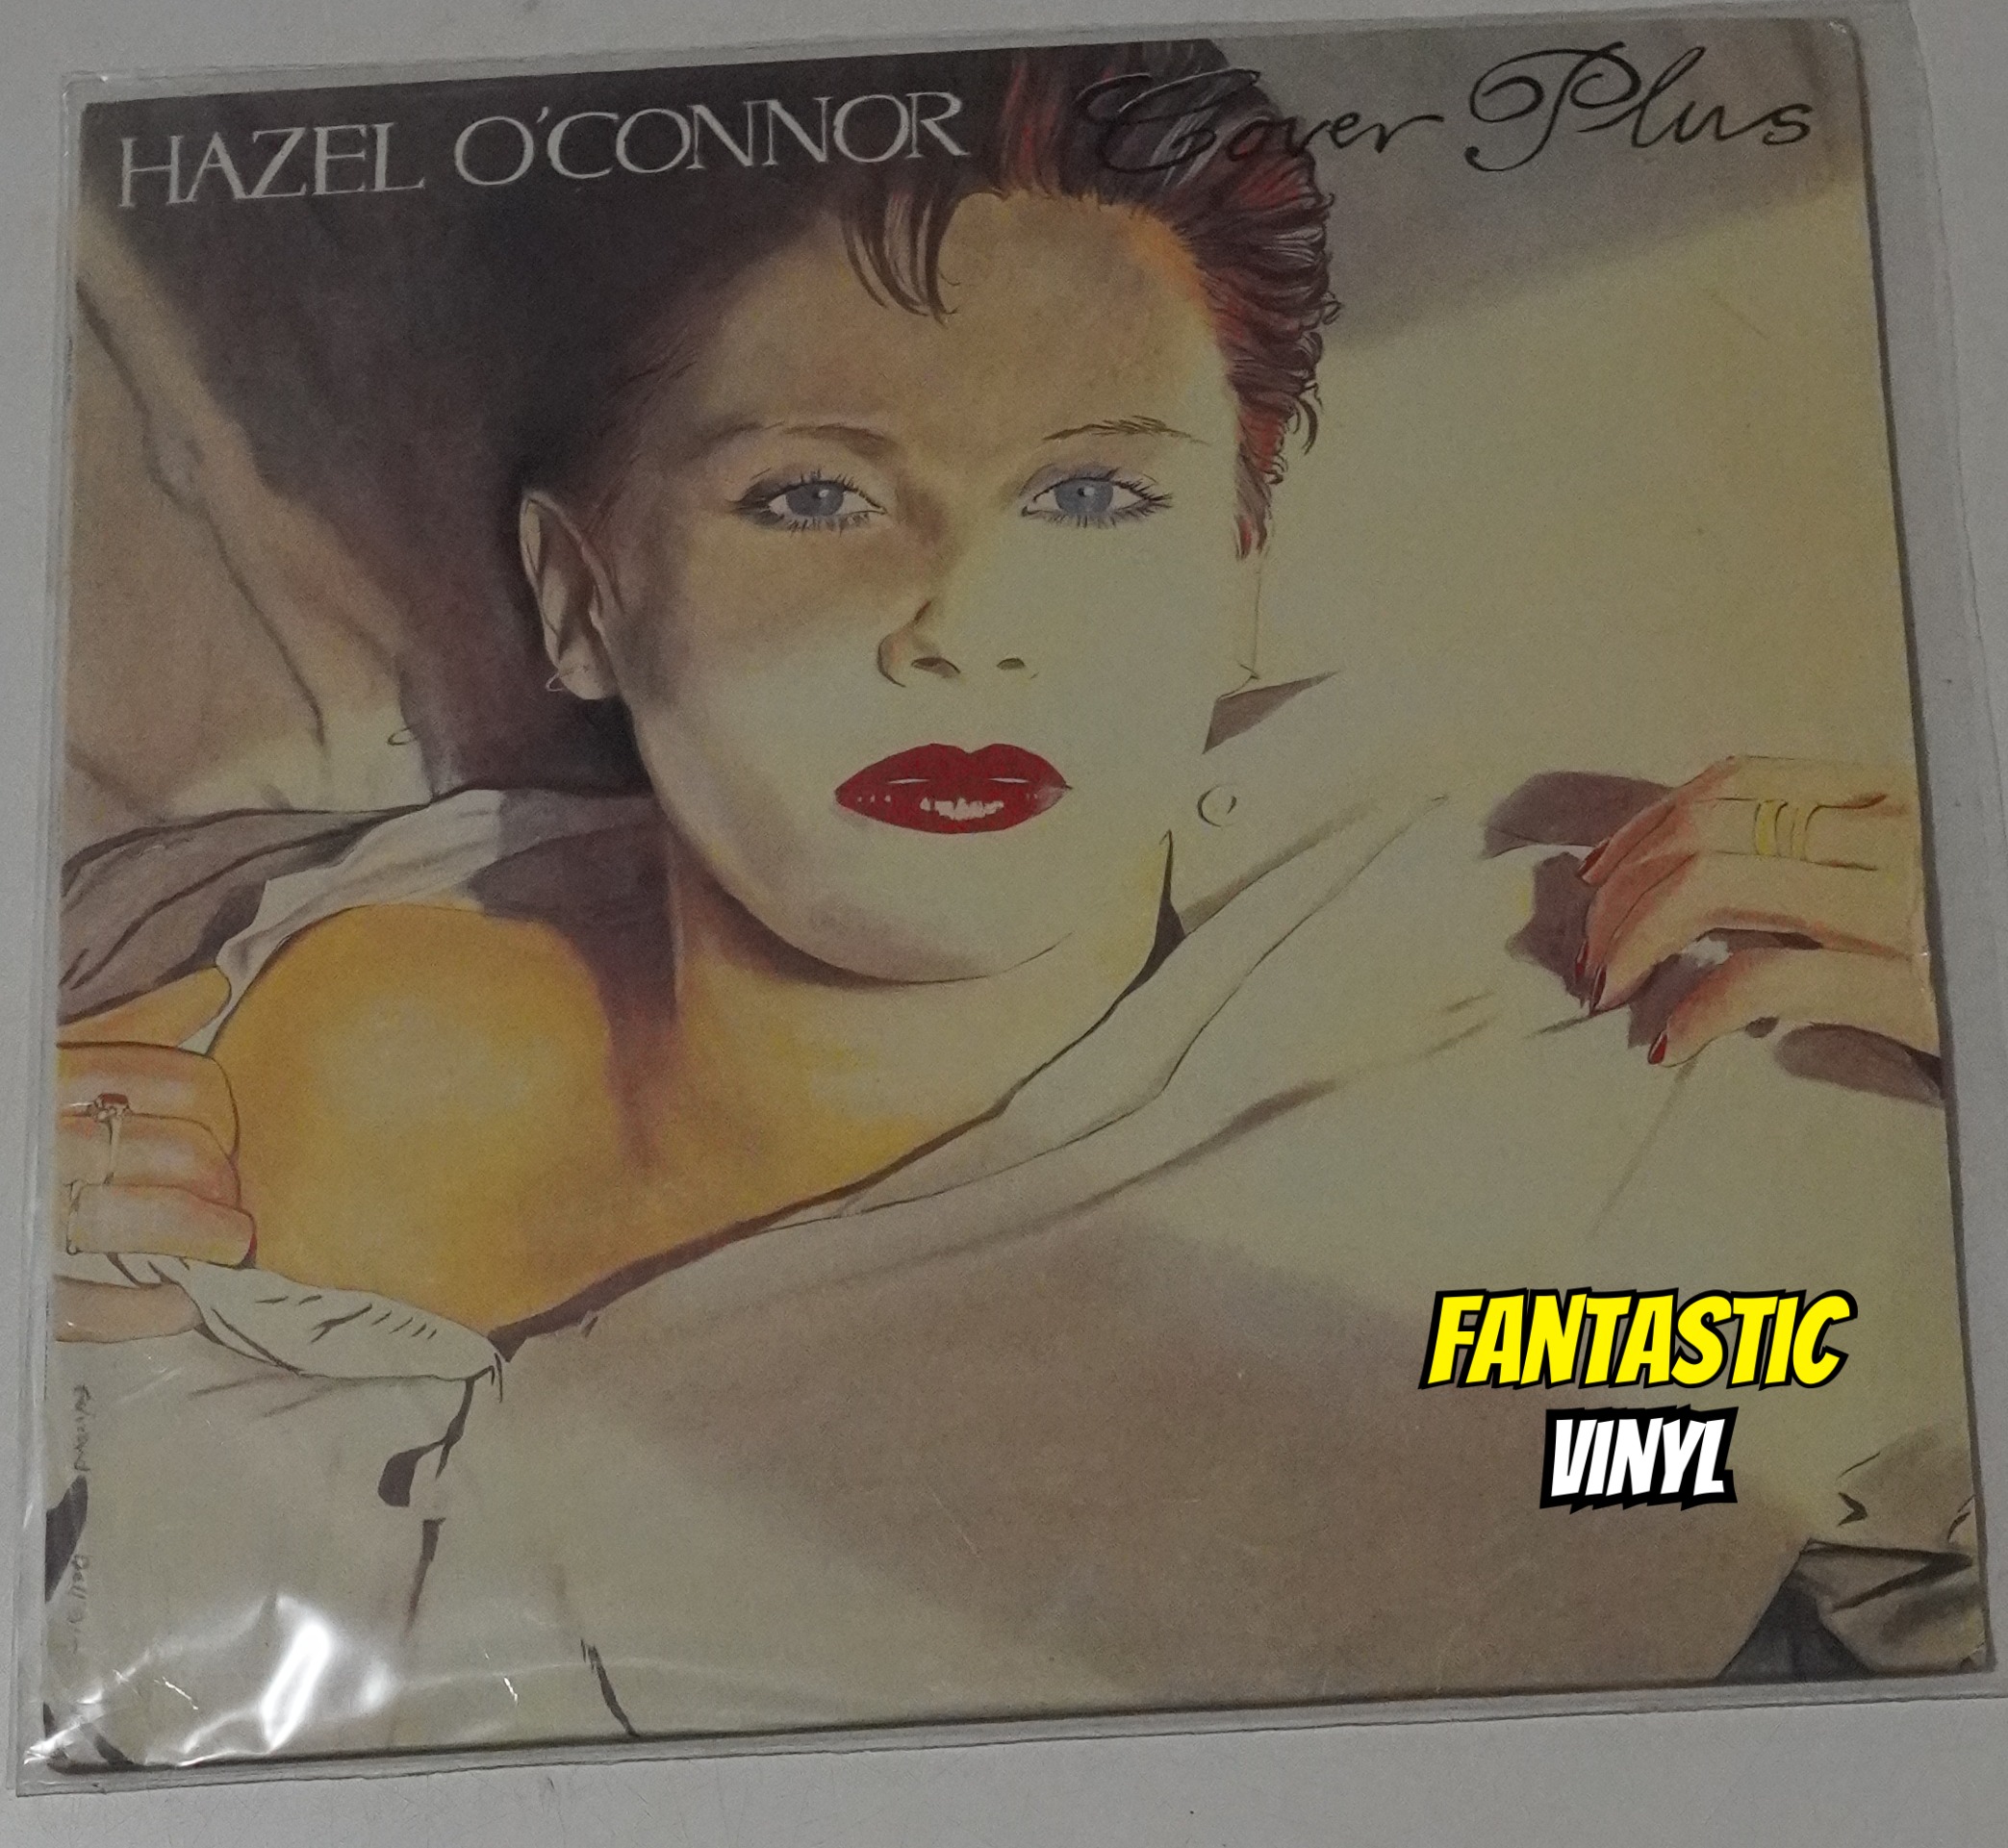 HAZEL O'CONNOR Cover Plus
FANTASTIC
VINYL